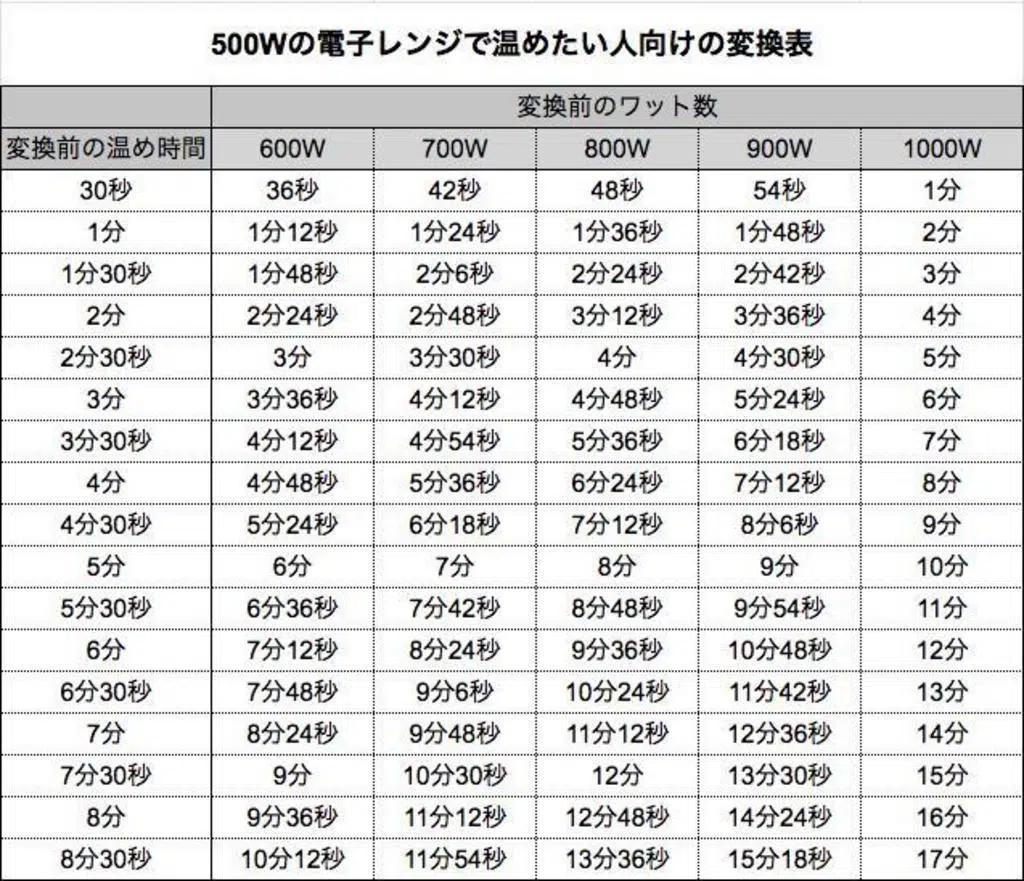 500Wの電子レンジで温めたい人向けの変換表
変換前のワット数
変換前の温め時間 600W 700W 800W 900W 1000W
30秒 36秒 42秒 48秒 54秒 1分
1分 1分12秒 1分24秒 1分36秒 1分48秒 2分
1分30秒 1分48秒 2分6秒 2分24秒 2分42秒 3分
2分 2分24秒 2分48秒 3分12秒 3分36秒 4分
2分30秒 3分 3分30秒 4分 4分30秒 5分
3分 3分36秒 4分12秒 4分48秒 5分24秒 6分
3分30秒 4分12秒 4分54秒 5分36秒 6分18秒 7分
4分 4分48秒 5分36秒 6分24秒 7分12秒 8分
4分30秒 5分24秒 6分18秒 7分12秒 8分6秒 9分
5分 6分 7分 8分 9分 10分
5分30秒 6分36秒 7分42秒 8分48秒 9分54秒 11分
6分 7分12秒 8分24秒 9分36秒 10分48秒 12分
6分30秒 7分48秒 9分6秒 10分24秒 11分42秒 13分
7分 8分24秒 9分48秒 11分12秒 12分36秒 14分
7分30秒 9分 10分30秒 12分 13分30秒 15分
8分 9分36秒 11分12秒 12分48秒 14分24秒 16分
8分30秒 10分12秒 11分54秒 13分36秒 15分18秒 17分